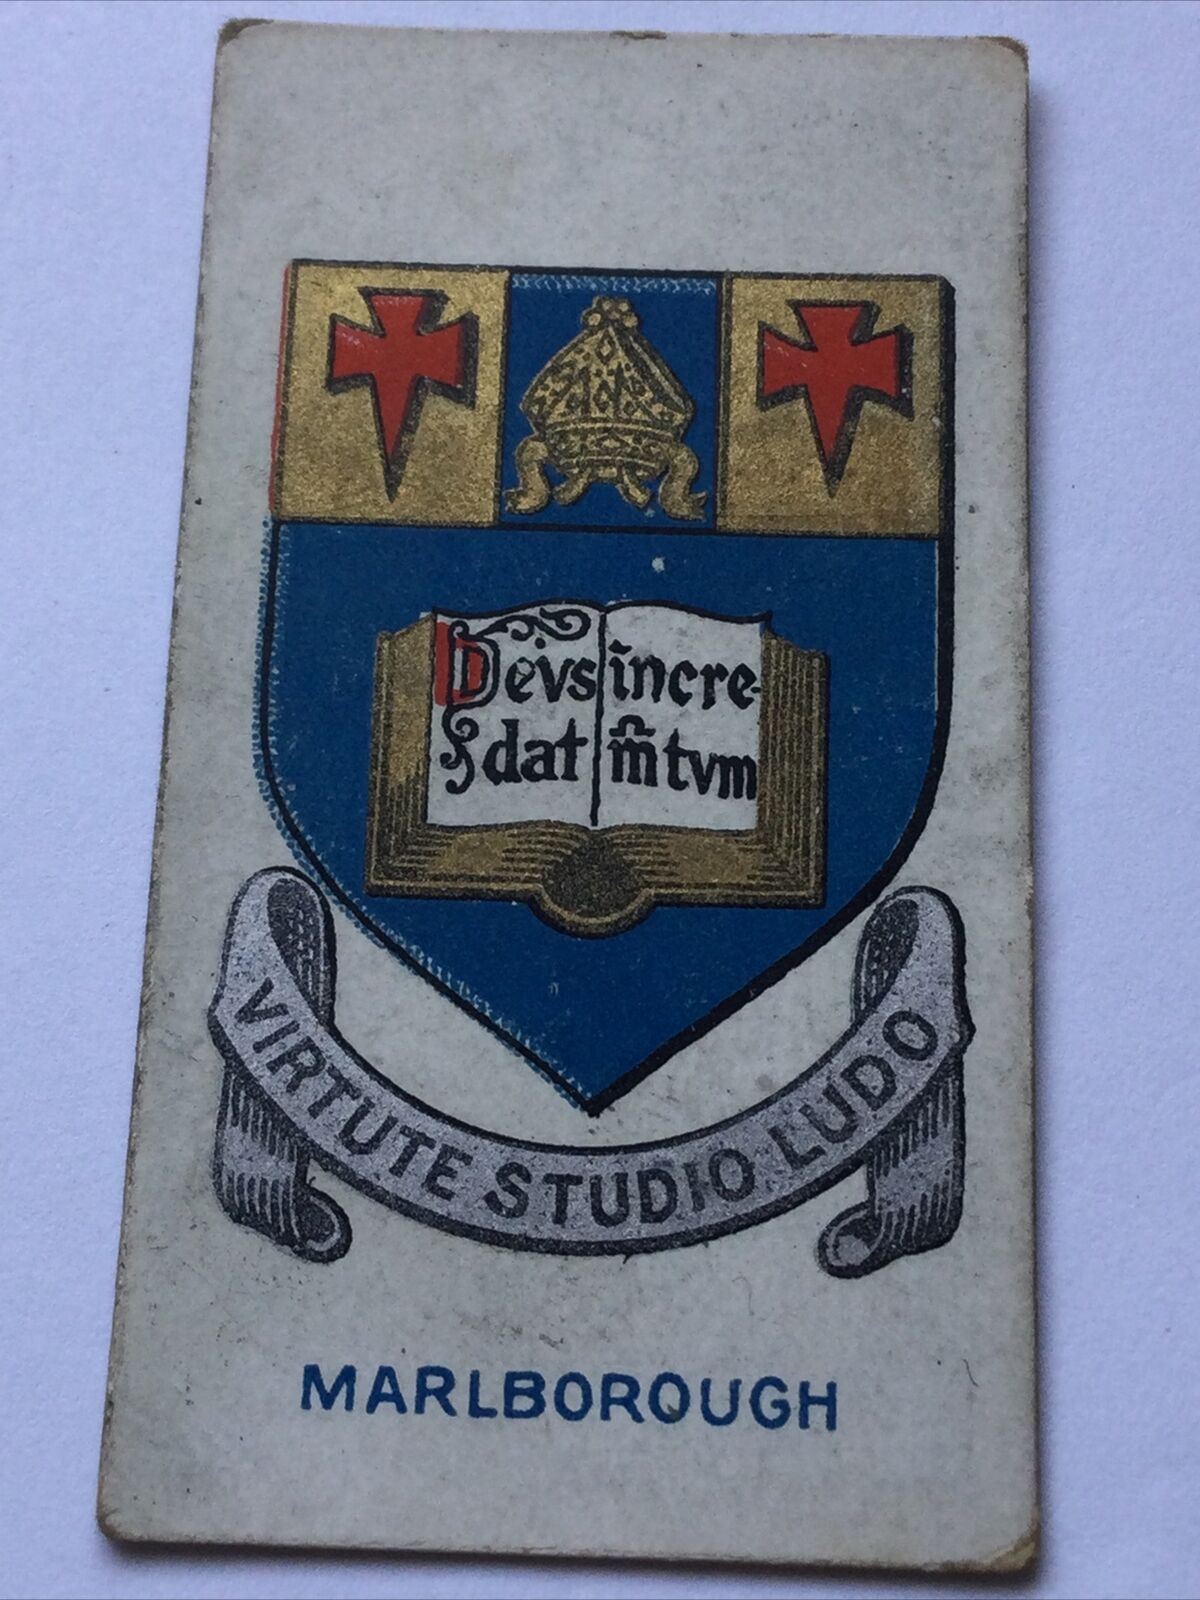 Devs
dat
incre-
m̃tvm
VIRTUTE STUDIO LUDO
MARLBOROUGH